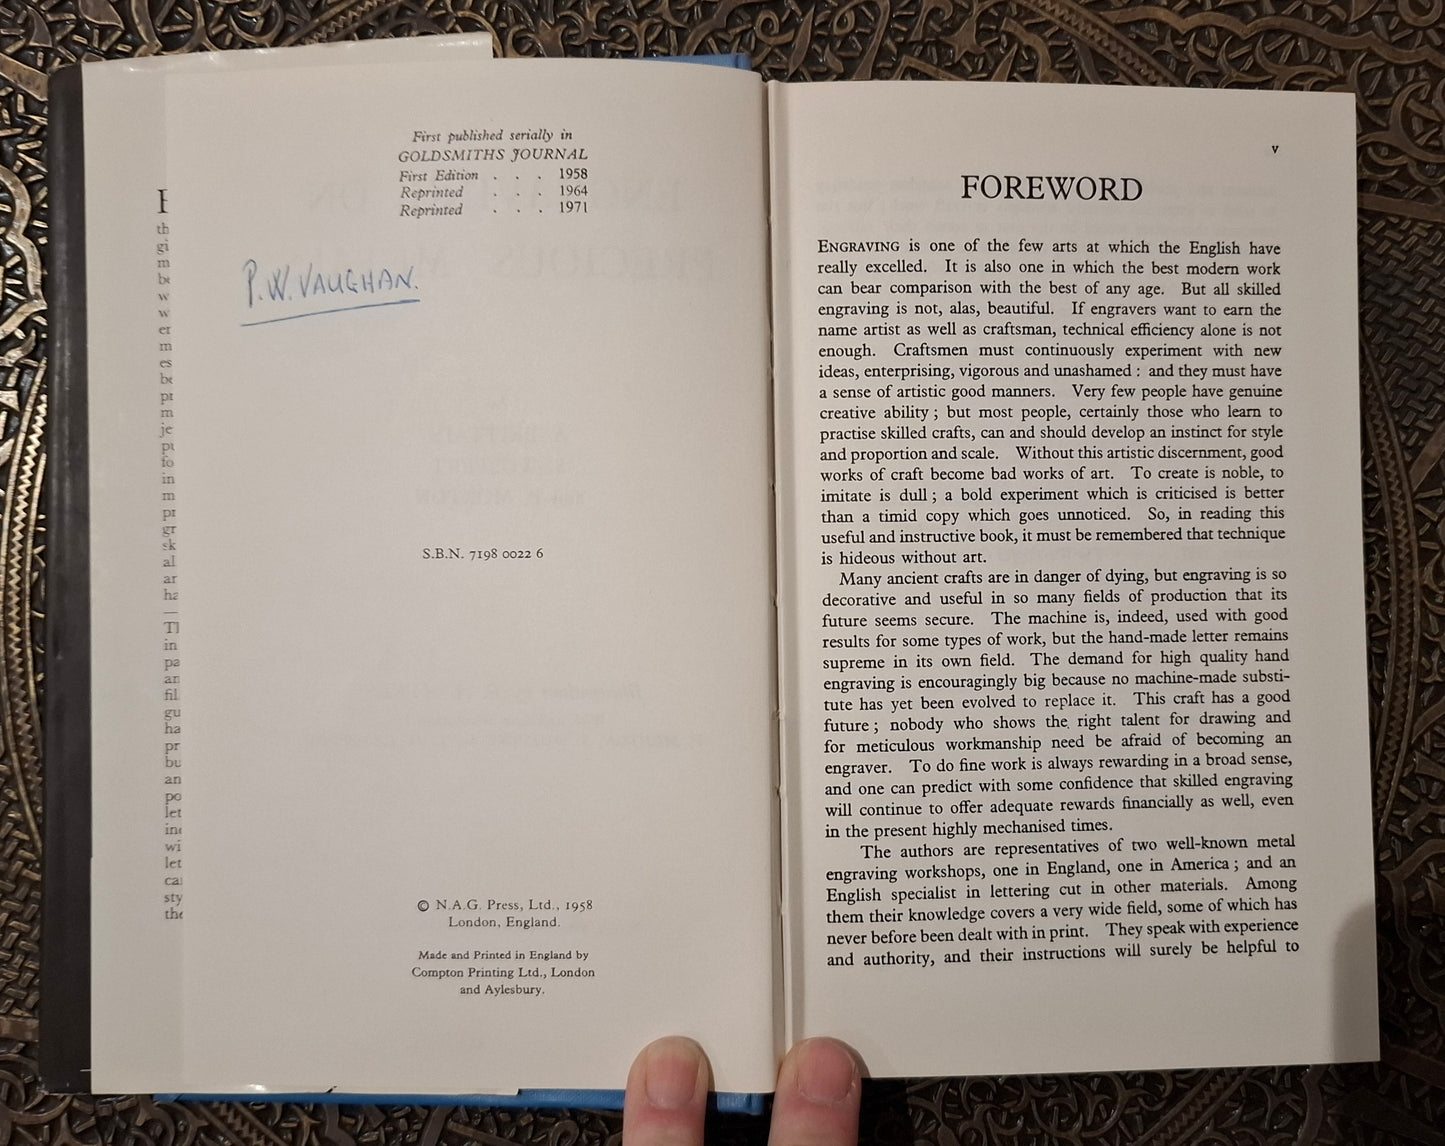 First published serially in
GOLDSMITHS JOURNAL
First Edition . . . 1958
Reprinted . . . 1964
Reprinted . . . 1971
P.W. VAUGHAN.
S.B.N. 7198 0022 6
© N.A.G. Press, Ltd., 1958
London, England.
Made and Printed in England by
Compton Printing Ltd., London
and Aylesbury.
v
FOREWORD
ENGRAVING is one of the few arts at which the English have
really excelled. It is also one in which the best modern work
can bear comparison with the best of any age. But all skilled
engraving is not, alas, beautiful. If engravers want to earn the
name artist as well as craftsman, technical efficiency alone is not
enough. Craftsmen must continuously experiment with new
ideas, enterprising, vigorous and unashamed : and they must have
a sense of artistic good manners. Very few people have genuine
creative ability ; but most people, certainly those who learn to
practise skilled crafts, can and should develop an instinct for style
and proportion and scale. Without this artistic discernment, good
works of craft become bad works of art. To create is noble, to
imitate is dull ; a bold experiment which is criticised is better
than a timid copy which goes unnoticed. So, in reading this
useful and instructive book, it must be remembered that technique
is hideous without art.
Many ancient crafts are in danger of dying, but engraving is so
decorative and useful in so many fields of production that its
future seems secure. The machine is, indeed, used with good
results for some types of work, but the hand-made letter remains
supreme in its own field. The demand for high quality hand
engraving is encouragingly big because no machine-made substi-
tute has yet been evolved to replace it. This craft has a good
future ; nobody who shows the right talent for drawing and
for meticulous workmanship need be afraid of becoming an
engraver. To do fine work is always rewarding in a broad sense,
and one can predict with some confidence that skilled engraving
will continue to offer adequate rewards financially as well, even
in the present highly mechanised times.
The authors are representatives of two well-known metal
engraving workshops, one in England, one in America ; and an
English specialist in lettering cut in other materials. Among
them their knowledge covers a very wide field, some of which has
never before been dealt with in print. They speak with experience
and authority, and their instructions will surely be helpful to